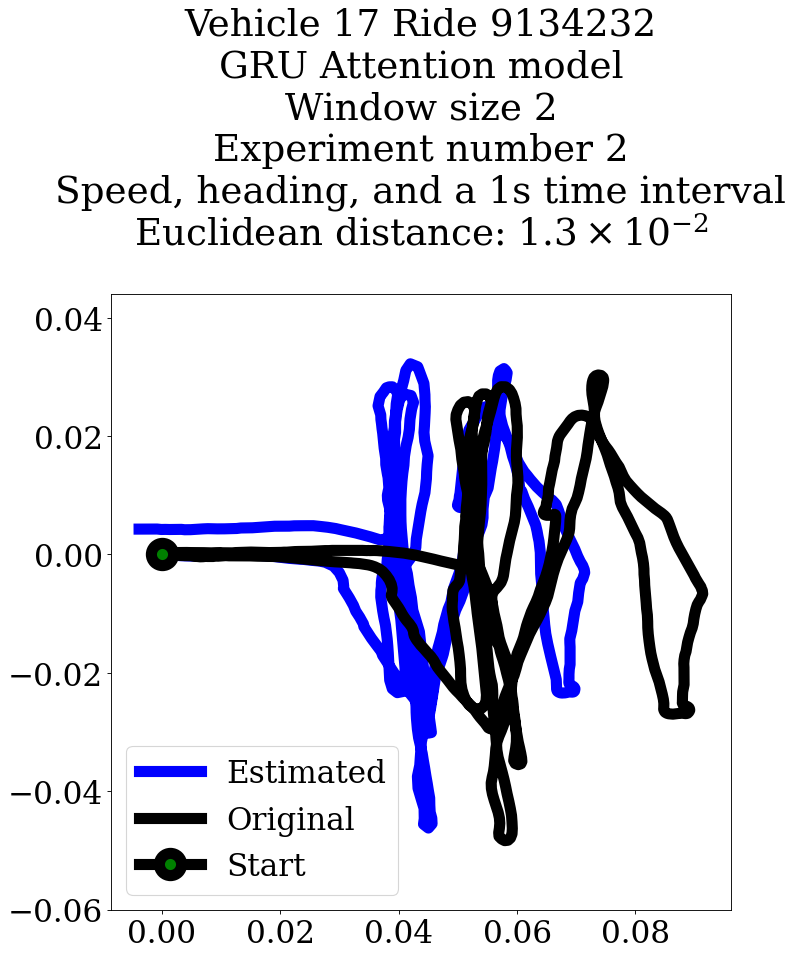 Vehicle 17 Ride 9134232
GRU Attention model
Window size 2
Experiment number 2
Speed, heading, and a 1s time interval
Euclidean distance: 1.3 × 10⁻²
0.04
0.02
0.00
−0.02
−0.04
−0.06
Estimated
Original
Start
0.00 0.02 0.04 0.06 0.08